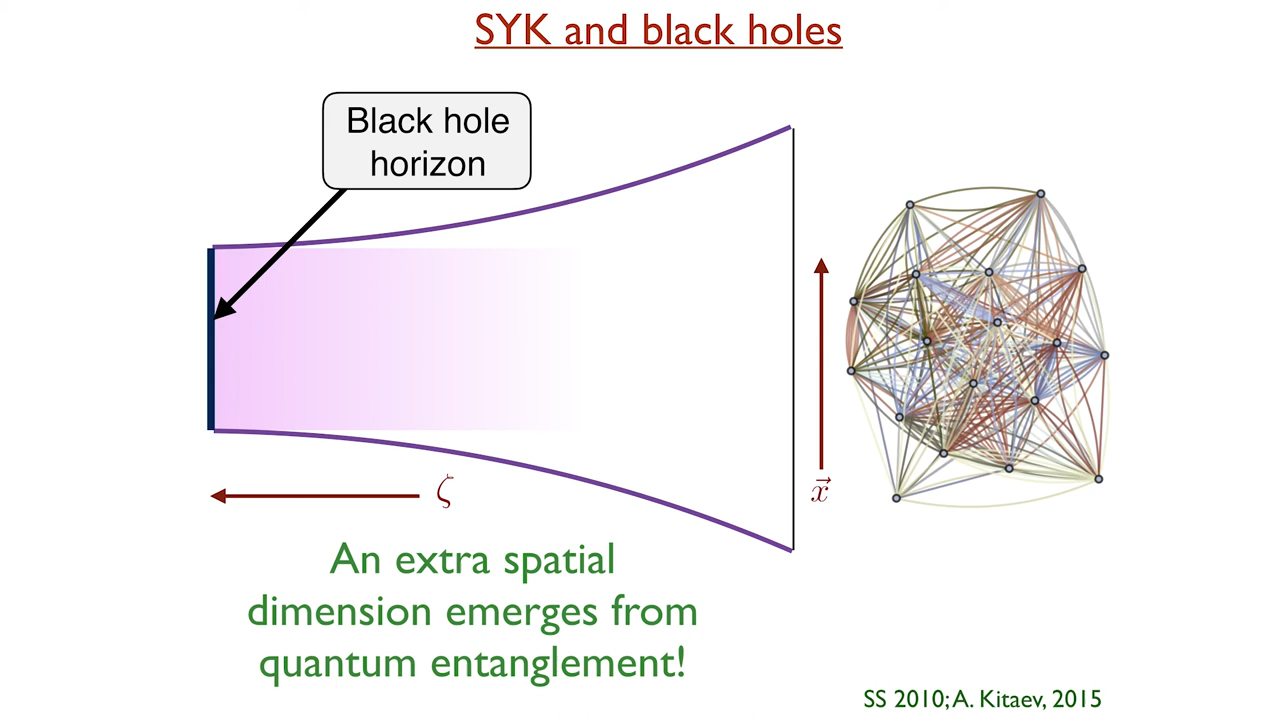 SYK and black holes
Black hole
horizon
ζ
x⃗
An extra spatial
dimension emerges from
quantum entanglement!
SS 2010; A. Kitaev, 2015